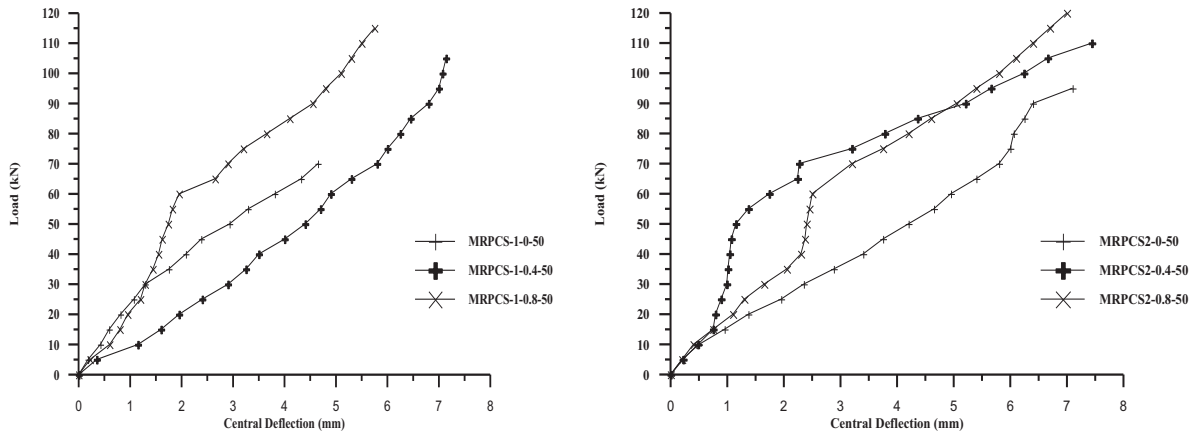 120
110
100
90
80
70
60
50
40
30
20
10
0
Load (kN)
0 1 2 3 4 5 6 7 8
Central Deflection (mm)
MRPCS-1-0-50
MRPCS-1-0.4-50
MRPCS-1-0.8-50
120
110
100
90
80
70
60
50
40
30
20
10
0
Load (kN)
0 1 2 3 4 5 6 7 8
Central Deflection (mm)
MRPCS2-0-50
MRPCS2-0.4-50
MRPCS2-0.8-50